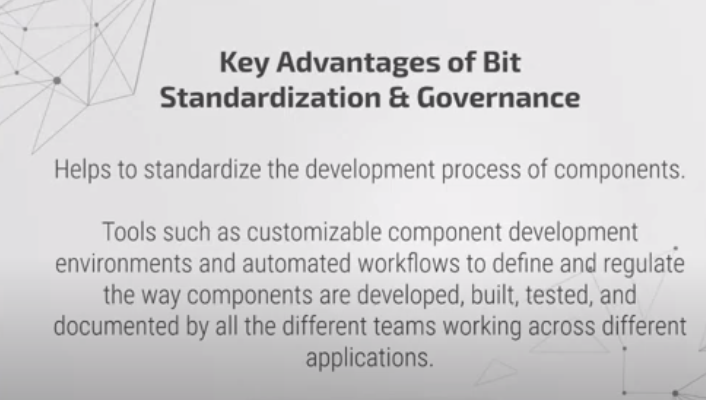 Key Advantages of Bit
Standardization & Governance
Helps to standardize the development process of components.
Tools such as customizable component development
environments and automated workflows to define and regulate
the way components are developed, built, tested, and
documented by all the different teams working across different
applications.